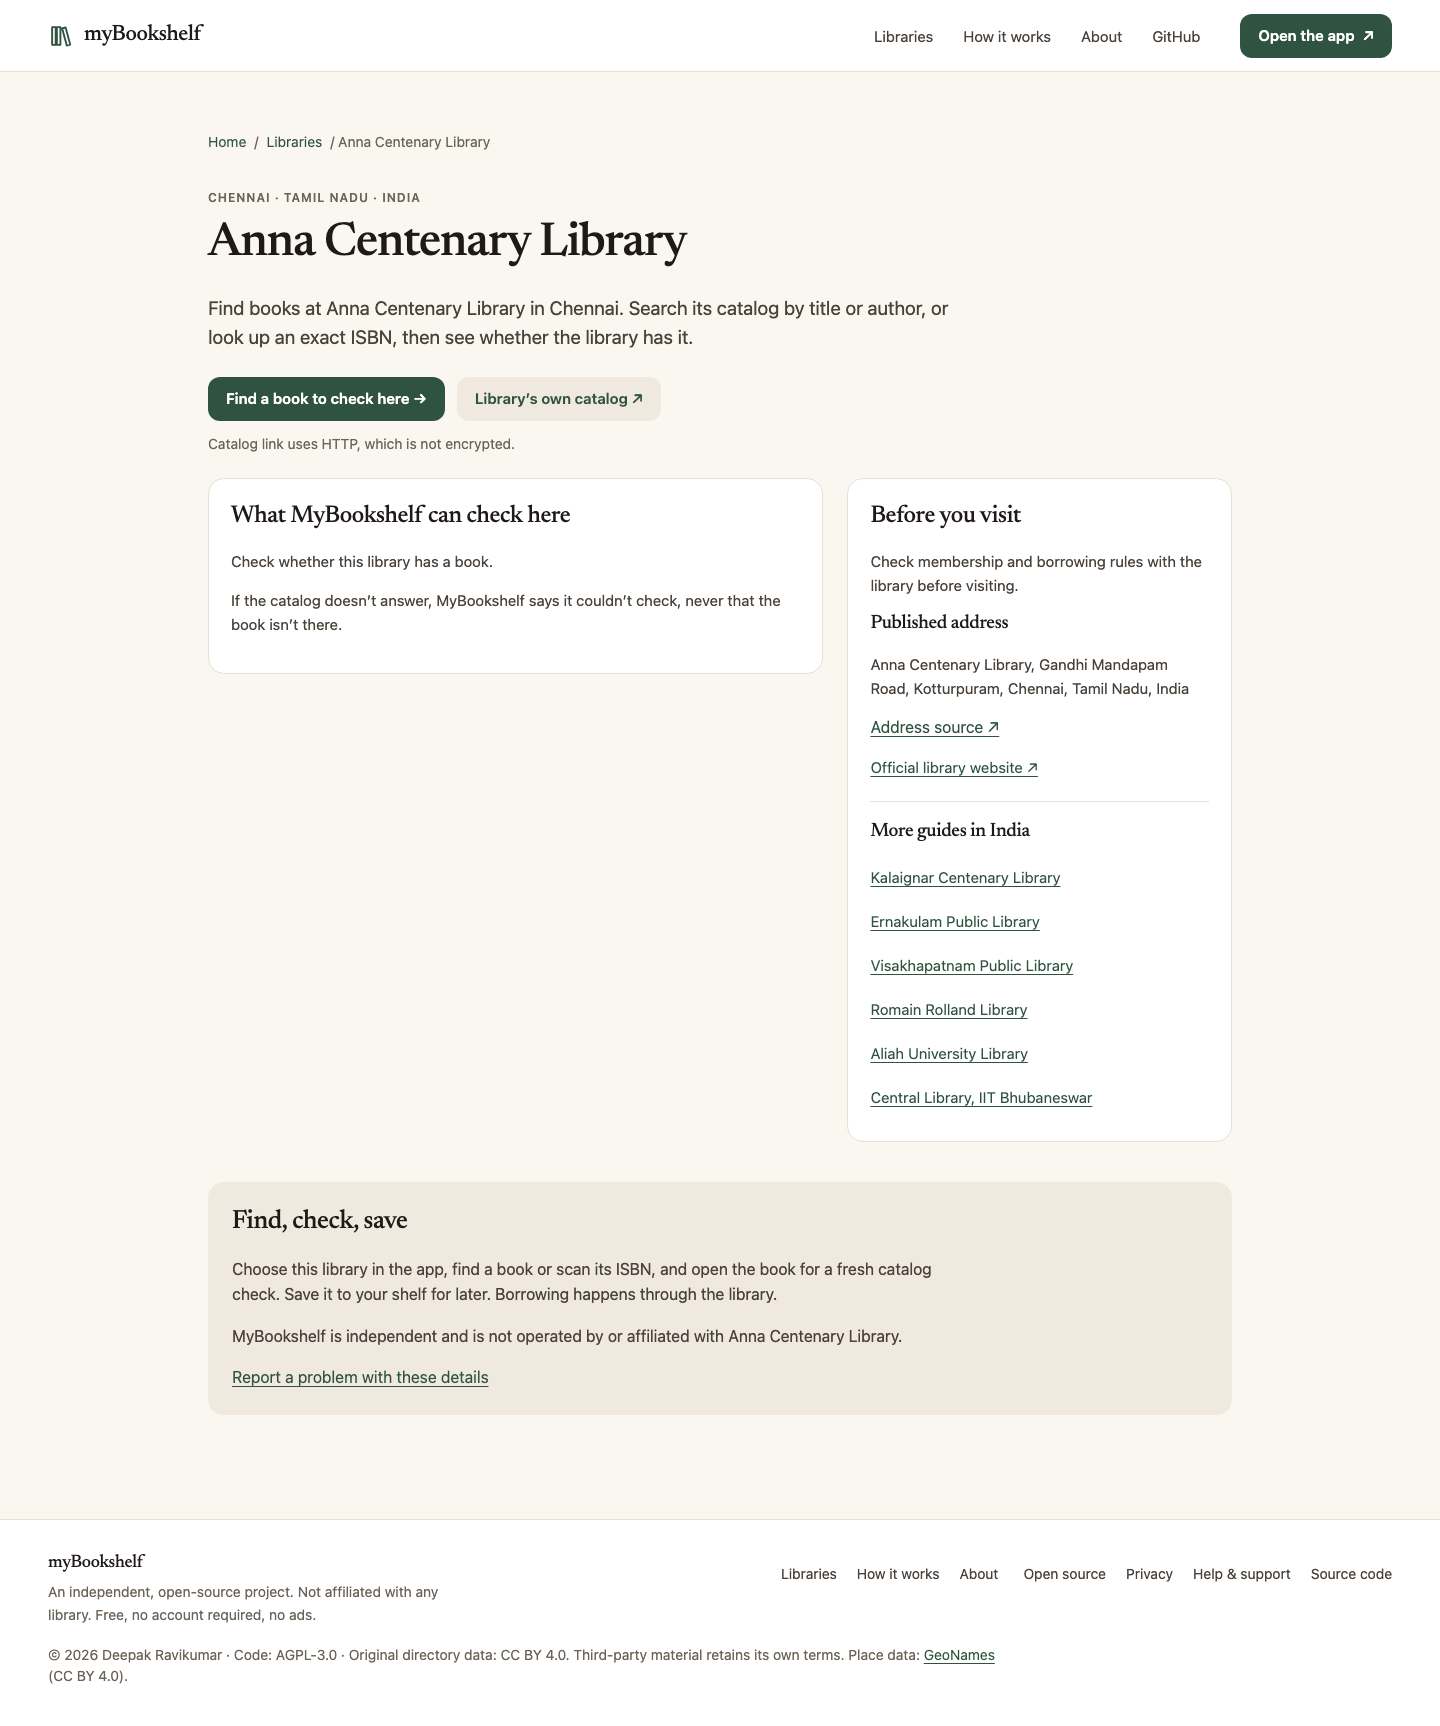 myBookshelf
Libraries How it works About GitHub Open the app ↗
Home / Libraries / Anna Centenary Library
CHENNAI · TAMIL NADU · INDIA
Anna Centenary Library
Find books at Anna Centenary Library in Chennai. Search its catalog by title or author, or
look up an exact ISBN, then see whether the library has it.
Find a book to check here →
Library’s own catalog ↗
Catalog link uses HTTP, which is not encrypted.
What MyBookshelf can check here
Check whether this library has a book.
If the catalog doesn’t answer, MyBookshelf says it couldn’t check, never that the
book isn’t there.
Before you visit
Check membership and borrowing rules with the
library before visiting.
Published address
Anna Centenary Library, Gandhi Mandapam
Road, Kotturpuram, Chennai, Tamil Nadu, India
Address source ↗
Official library website ↗
More guides in India
Kalaignar Centenary Library
Ernakulam Public Library
Visakhapatnam Public Library
Romain Rolland Library
Aliah University Library
Central Library, IIT Bhubaneswar
Find, check, save
Choose this library in the app, find a book or scan its ISBN, and open the book for a fresh catalog
check. Save it to your shelf for later. Borrowing happens through the library.
MyBookshelf is independent and is not operated by or affiliated with Anna Centenary Library.
Report a problem with these details
myBookshelf
An independent, open-source project. Not affiliated with any
library. Free, no account required, no ads.
Libraries How it works About Open source Privacy Help & support Source code
© 2026 Deepak Ravikumar · Code: AGPL-3.0 · Original directory data: CC BY 4.0. Third-party material retains its own terms. Place data: GeoNames
(CC BY 4.0).